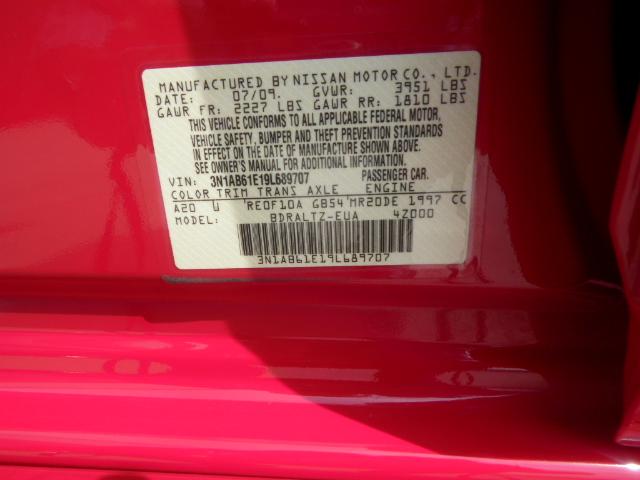 MANUFACTURED BY NISSAN MOTOR CO., LTD.
DATE: 07/09. GVWR: 3951 LBS
GAWR FR: 2227 LBS GAWR RR: 1810 LBS
THIS VEHICLE CONFORMS TO ALL APPLICABLE FEDERAL MOTOR
VEHICLE SAFETY, BUMPER AND THEFT PREVENTION STANDARDS
IN EFFECT ON THE DATE OF MANUFACTURE SHOWN ABOVE.
SEE OWNER'S MANUAL FOR ADDITIONAL INFORMATION.
VIN: 3N1AB61E19L689707 PASSENGER CAR.
COLOR TRIM TRANS AXLE ENGINE
A20 U 'RE0F10A GB54'MR20DE 1997 CC
MODEL: BDRALTZ-EUA 4Z000
3N1AB61E19L689707